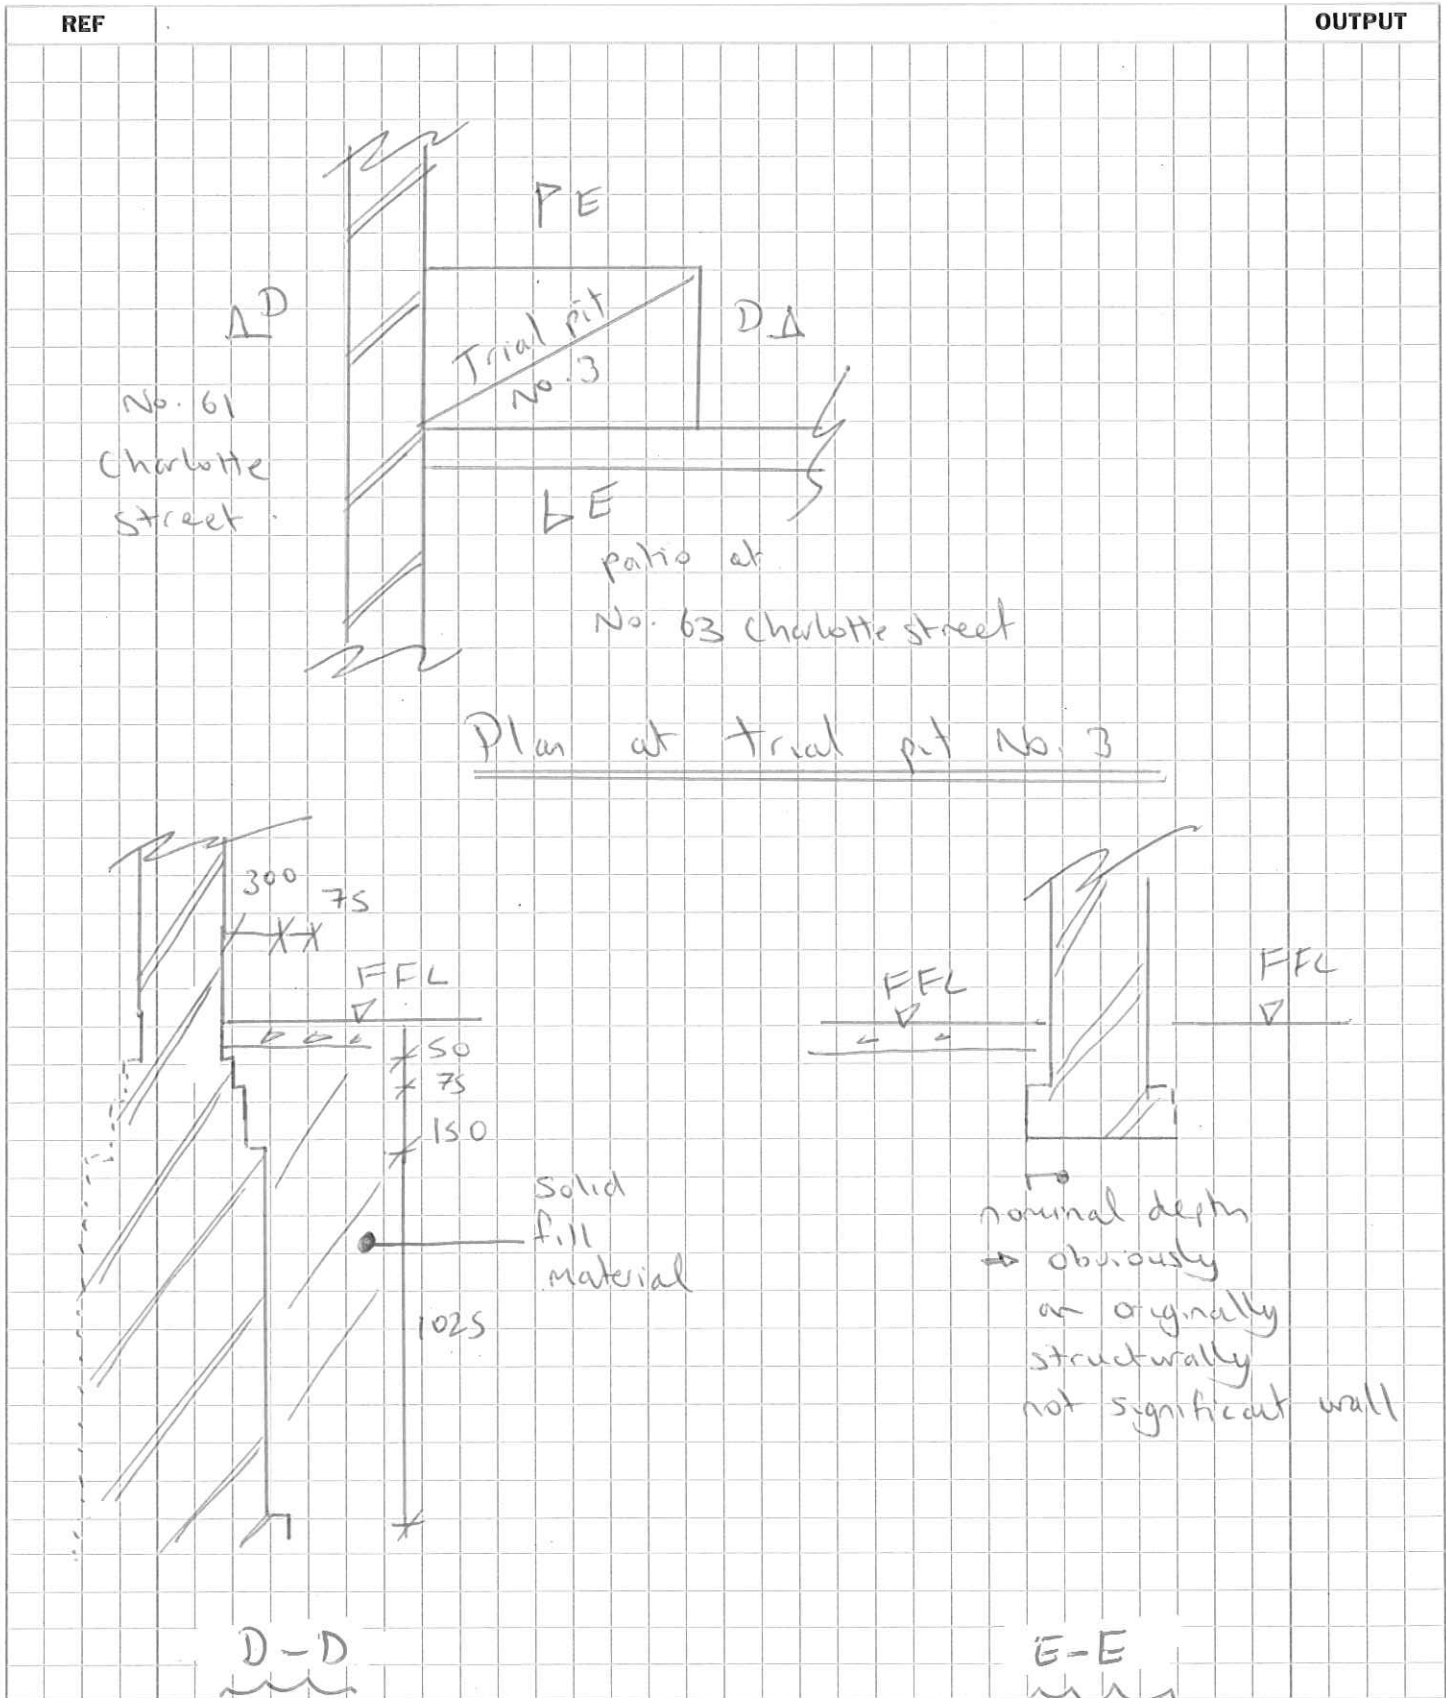 REF
OUTPUT
E
D
Trial pit
No. 3
D
No. 61
Charlotte
street.
E
patio at
No. 63 Charlotte street
Plan at trial pit No. 3
300
75
FFL
FFL
FFL
50
75
150
Solid
fill
material
1025
nominal depth
obviously
an originally
structurally
not significant wall
D-D
E-E